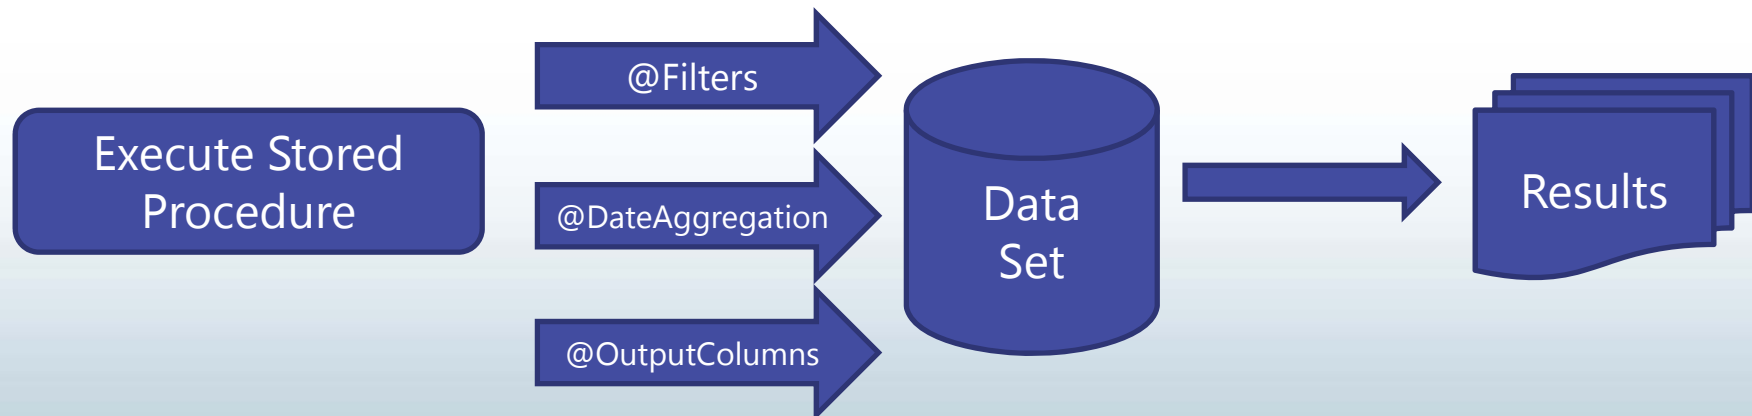 Execute Stored
Procedure
@Filters
@DateAggregation
@OutputColumns
Data
Set
Results